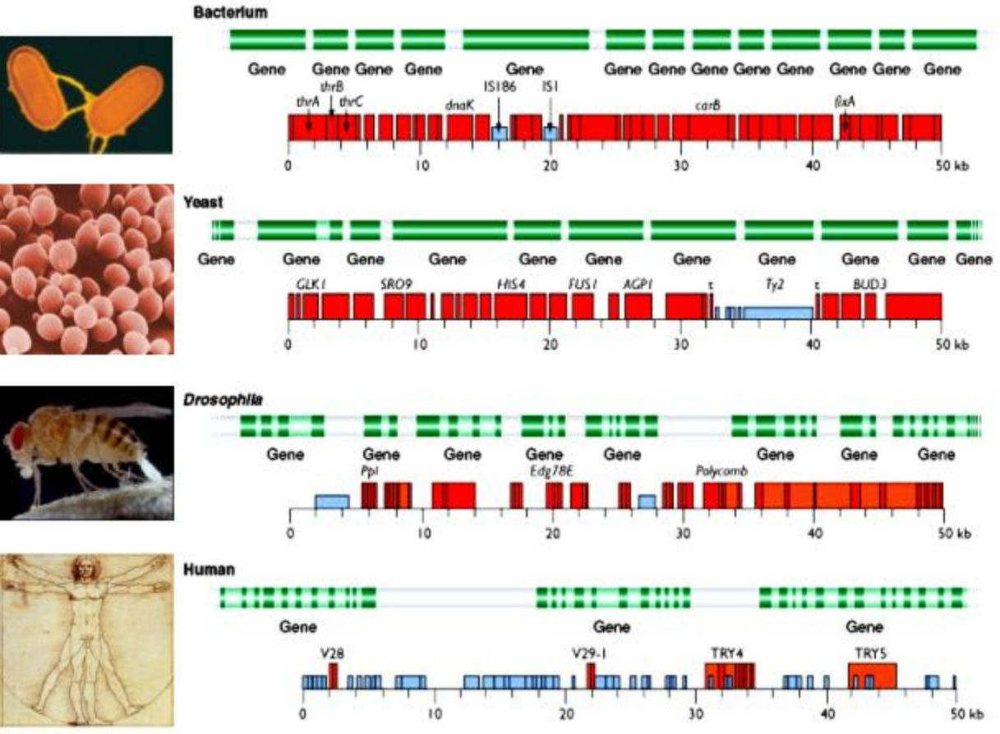 Bacterium
Gene Gene Gene Gene Gene Gene Gene Gene Gene Gene Gene Gene Gene
thrB IS186 IS1
thrA thrC dnaK carB fixA
0 10 20 30 40 50 kb
Yeast
Gene Gene Gene Gene Gene Gene Gene Gene Gene Gene
GLK1 SRO9 HIS4 FUS1 AGP1 τ Ty2 τ BUD3
0 10 20 30 40 50 kb
Drosophila
Gene Gene Gene Gene Gene Gene Gene Gene
Ppl Edg78E Polycomb
0 10 20 30 40 50 kb
Human
Gene Gene Gene
V28 V29-1 TRY4 TRY5
0 10 20 30 40 50 kb